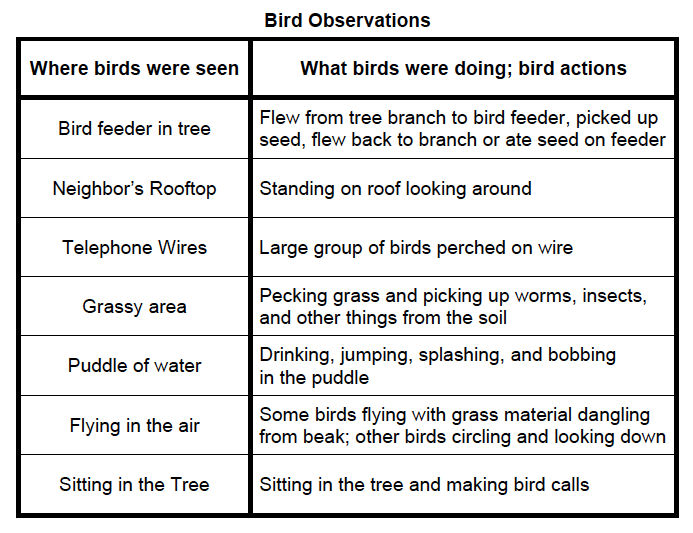 Bird Observations
Where birds were seen
What birds were doing; bird actions
Bird feeder in tree
Flew from tree branch to bird feeder, picked up
seed, flew back to branch or ate seed on feeder
Neighbor's Rooftop
Standing on roof looking around
Telephone Wires
Large group of birds perched on wire
Grassy area
Pecking grass and picking up worms, insects,
and other things from the soil
Puddle of water
Drinking, jumping, splashing, and bobbing
in the puddle
Flying in the air
Some birds flying with grass material dangling
from beak; other birds circling and looking down
Sitting in the Tree
Sitting in the tree and making bird calls